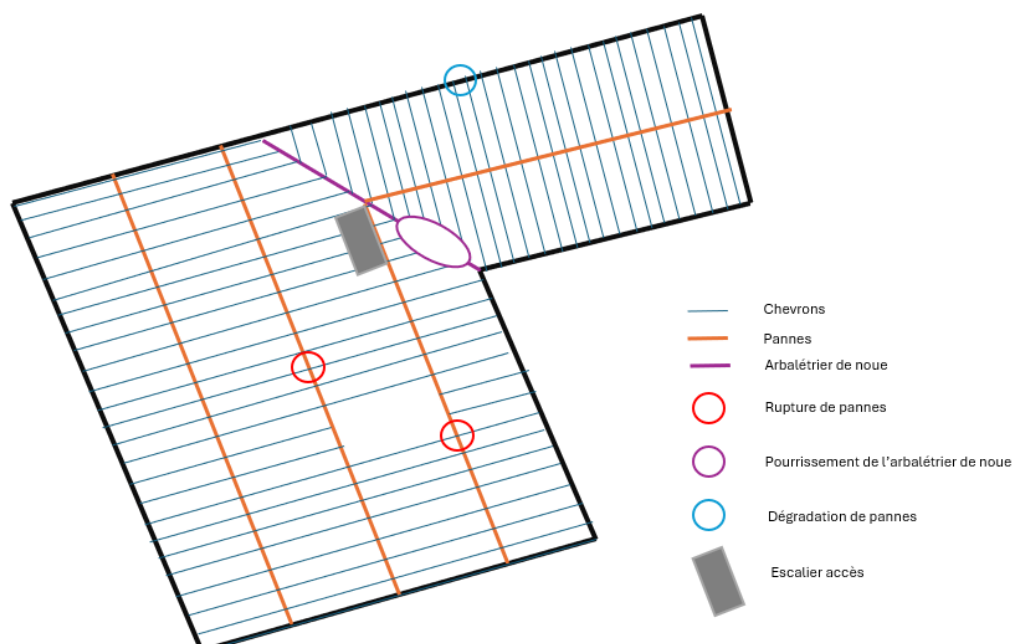 Chevrons
Pannes
Arbalétrier de noue
Rupture de pannes
Pourrissement de l'arbalétrier de noue
Dégradation de pannes
Escalier accès